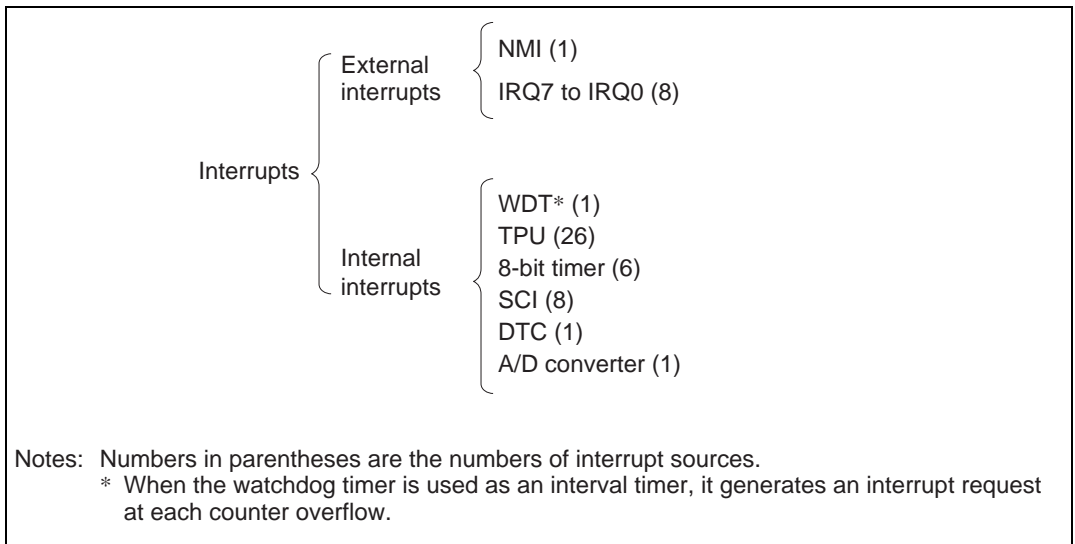 Interrupts
External
interrupts
NMI (1)
IRQ7 to IRQ0 (8)
Internal
interrupts
WDT* (1)
TPU (26)
8-bit timer (6)
SCI (8)
DTC (1)
A/D converter (1)
Notes: Numbers in parentheses are the numbers of interrupt sources.
* When the watchdog timer is used as an interval timer, it generates an interrupt request
at each counter overflow.